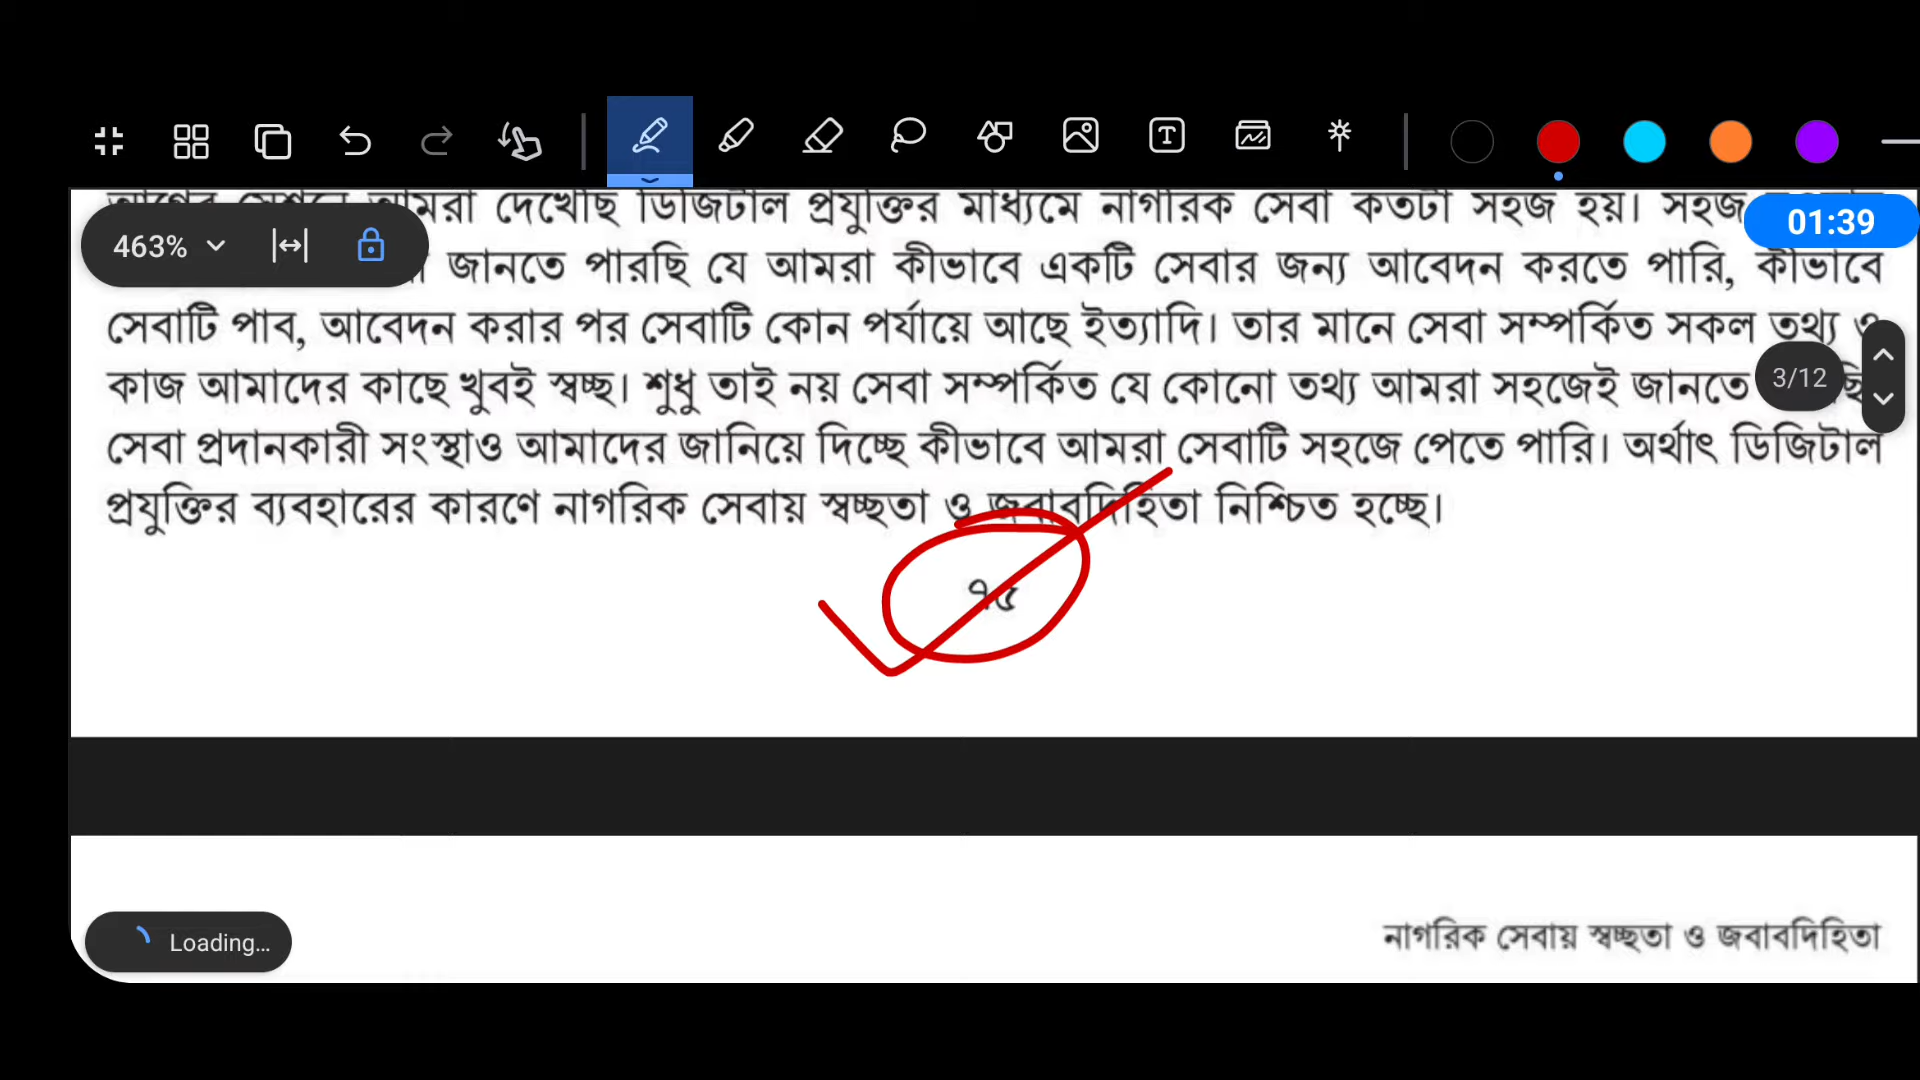 01:39
আগের সেশনে আমরা দেখেছি ডিজিটাল প্রযুক্তির মাধ্যমে নাগরিক সেবা কতটা সহজ হয়। সহজ
463%
জানতে পারছি যে আমরা কীভাবে একটি সেবার জন্য আবেদন করতে পারি, কীভাবে
সেবাটি পাব, আবেদন করার পর সেবাটি কোন পর্যায়ে আছে ইত্যাদি। তার মানে সেবা সম্পর্কিত সকল তথ্য ও
কাজ আমাদের কাছে খুবই স্বচ্ছ। শুধু তাই নয় সেবা সম্পর্কিত যে কোনো তথ্য আমরা সহজেই জানতে
3/12
সেবা প্রদানকারী সংস্থাও আমাদের জানিয়ে দিচ্ছে কীভাবে আমরা সেবাটি সহজে পেতে পারি। অর্থাৎ ডিজিটাল
প্রযুক্তির ব্যবহারের কারণে নাগরিক সেবায় স্বচ্ছতা ও জবাবদিহিতা নিশ্চিত হচ্ছে।
৭৫
নাগরিক সেবায় স্বচ্ছতা ও জবাবদিহিতা
Loading...